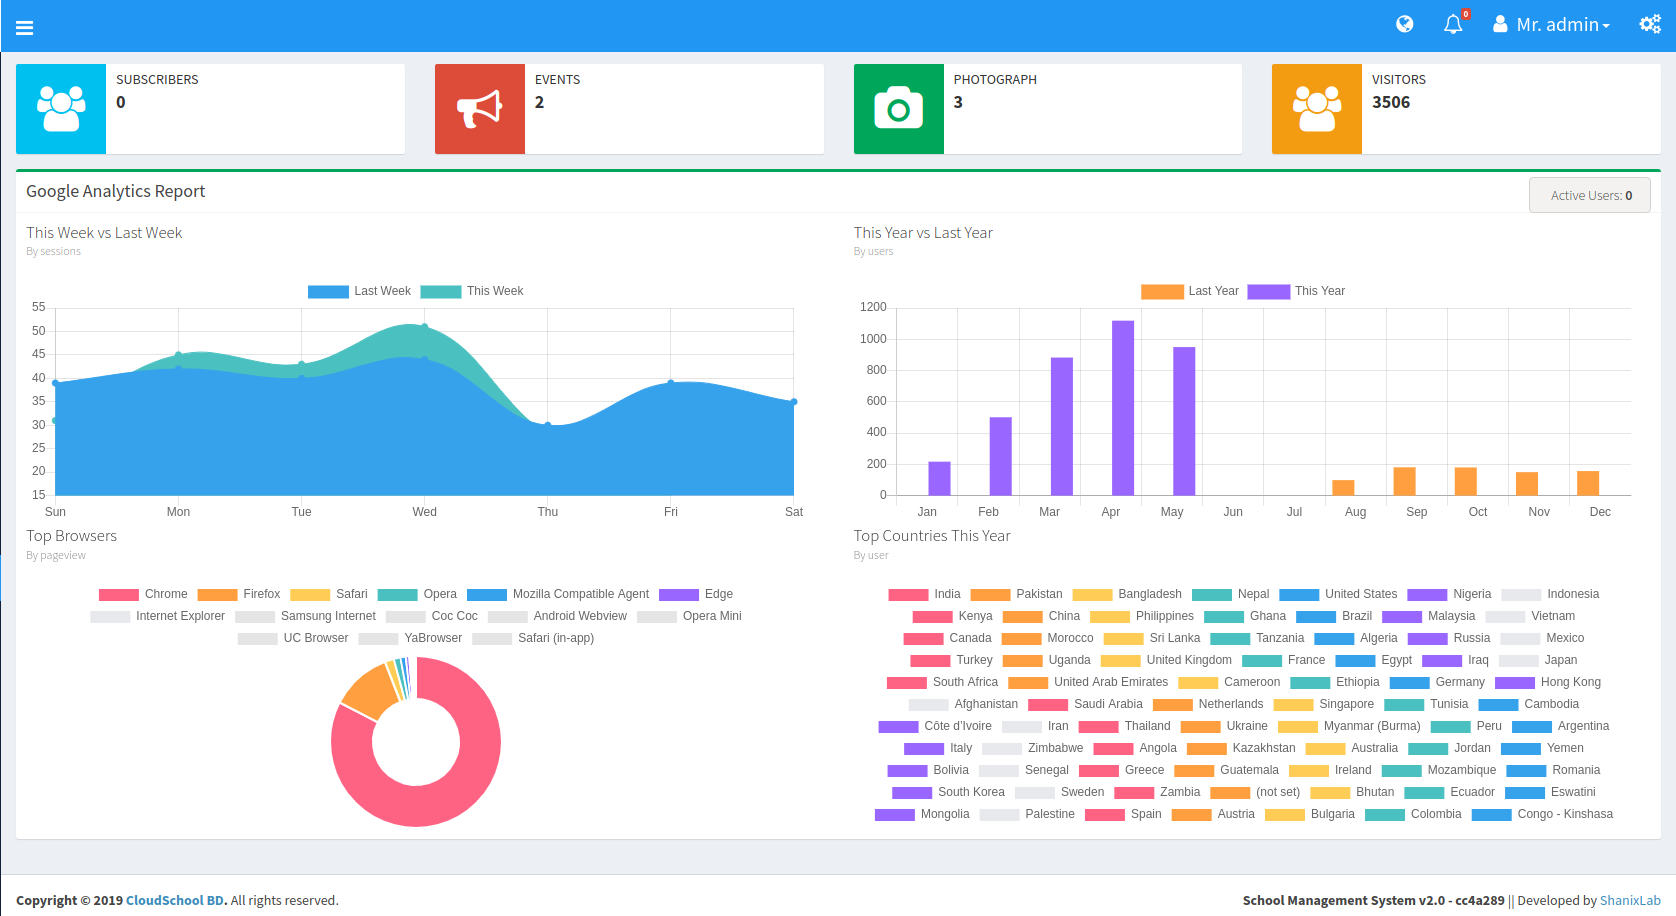 0
Mr. admin
SUBSCRIBERS
0
EVENTS
2
PHOTOGRAPH
3
VISITORS
3506
Google Analytics Report
Active Users: 0
This Week vs Last Week
By sessions
Last Week This Week
55
50
45
40
35
30
25
20
15
Sun Mon Tue Wed Thu Fri Sat
This Year vs Last Year
By users
Last Year This Year
1200
1000
800
600
400
200
0
Jan Feb Mar Apr May Jun Jul Aug Sep Oct Nov Dec
Top Browsers
By pageview
Chrome Firefox Safari Opera Mozilla Compatible Agent Edge
Internet Explorer Samsung Internet Coc Coc Android Webview Opera Mini
UC Browser YaBrowser Safari (in-app)
Top Countries This Year
By user
India Pakistan Bangladesh Nepal United States Nigeria Indonesia
Kenya China Philippines Ghana Brazil Malaysia Vietnam
Canada Morocco Sri Lanka Tanzania Algeria Russia Mexico
Turkey Uganda United Kingdom France Egypt Iraq Japan
South Africa United Arab Emirates Cameroon Ethiopia Germany Hong Kong
Afghanistan Saudi Arabia Netherlands Singapore Tunisia Cambodia
Côte d’Ivoire Iran Thailand Ukraine Myanmar (Burma) Peru Argentina
Italy Zimbabwe Angola Kazakhstan Australia Jordan Yemen
Bolivia Senegal Greece Guatemala Ireland Mozambique Romania
South Korea Sweden Zambia (not set) Bhutan Ecuador Eswatini
Mongolia Palestine Spain Austria Bulgaria Colombia Congo - Kinshasa
Copyright © 2019 CloudSchool BD. All rights reserved.
School Management System v2.0 - cc4a289 || Developed by ShanixLab